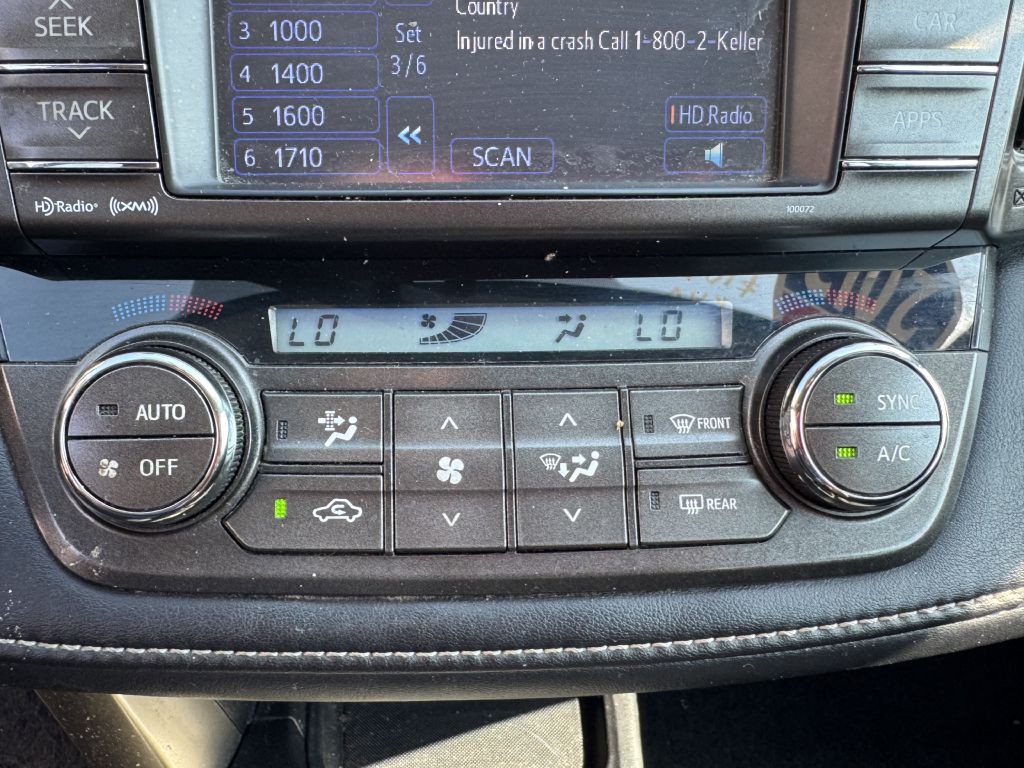 SEEK
TRACK
3 1000
4 1400
5 1600
6 1710
Set
3/6
Country
Injured in a crash Call 1-800-2-Keller
SCAN
HD Radio
CAR
APPS
HD Radio
((XM))
100072
LO
LO
AUTO
OFF
FRONT
REAR
SYNC
A/C